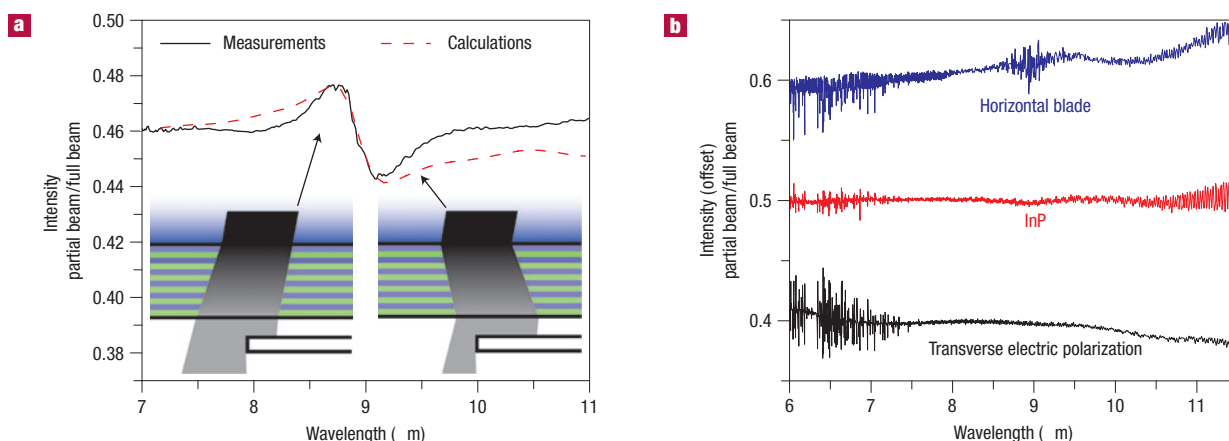 a
0.50
0.48
0.46
0.44
0.42
0.40
0.38
Intensity
partial beam/full beam
Measurements
Calculations
7 8 9 10 11
Wavelength ( m)
b
0.6
0.5
0.4
Intensity (offset)
partial beam/full beam
Horizontal blade
InP
Transverse electric polarization
6 7 8 9 10 11
Wavelength ( m)